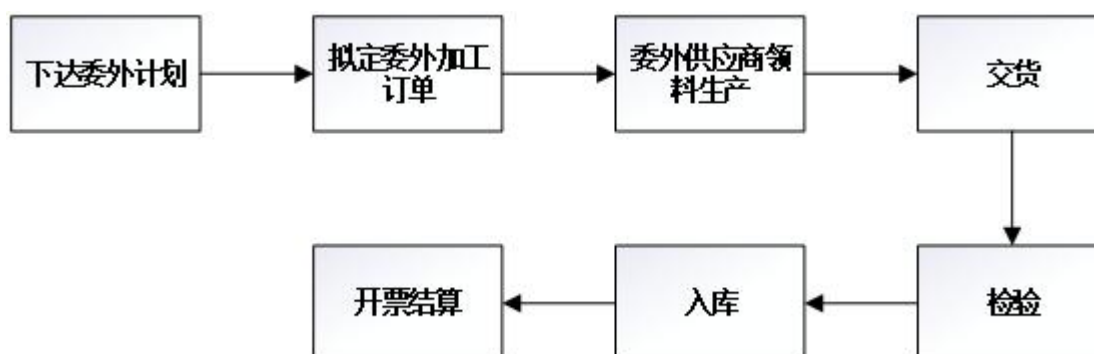 下达委外计划
拟定委外加工
订单
委外供应商领
料生产
交货
检验
入库
开票结算